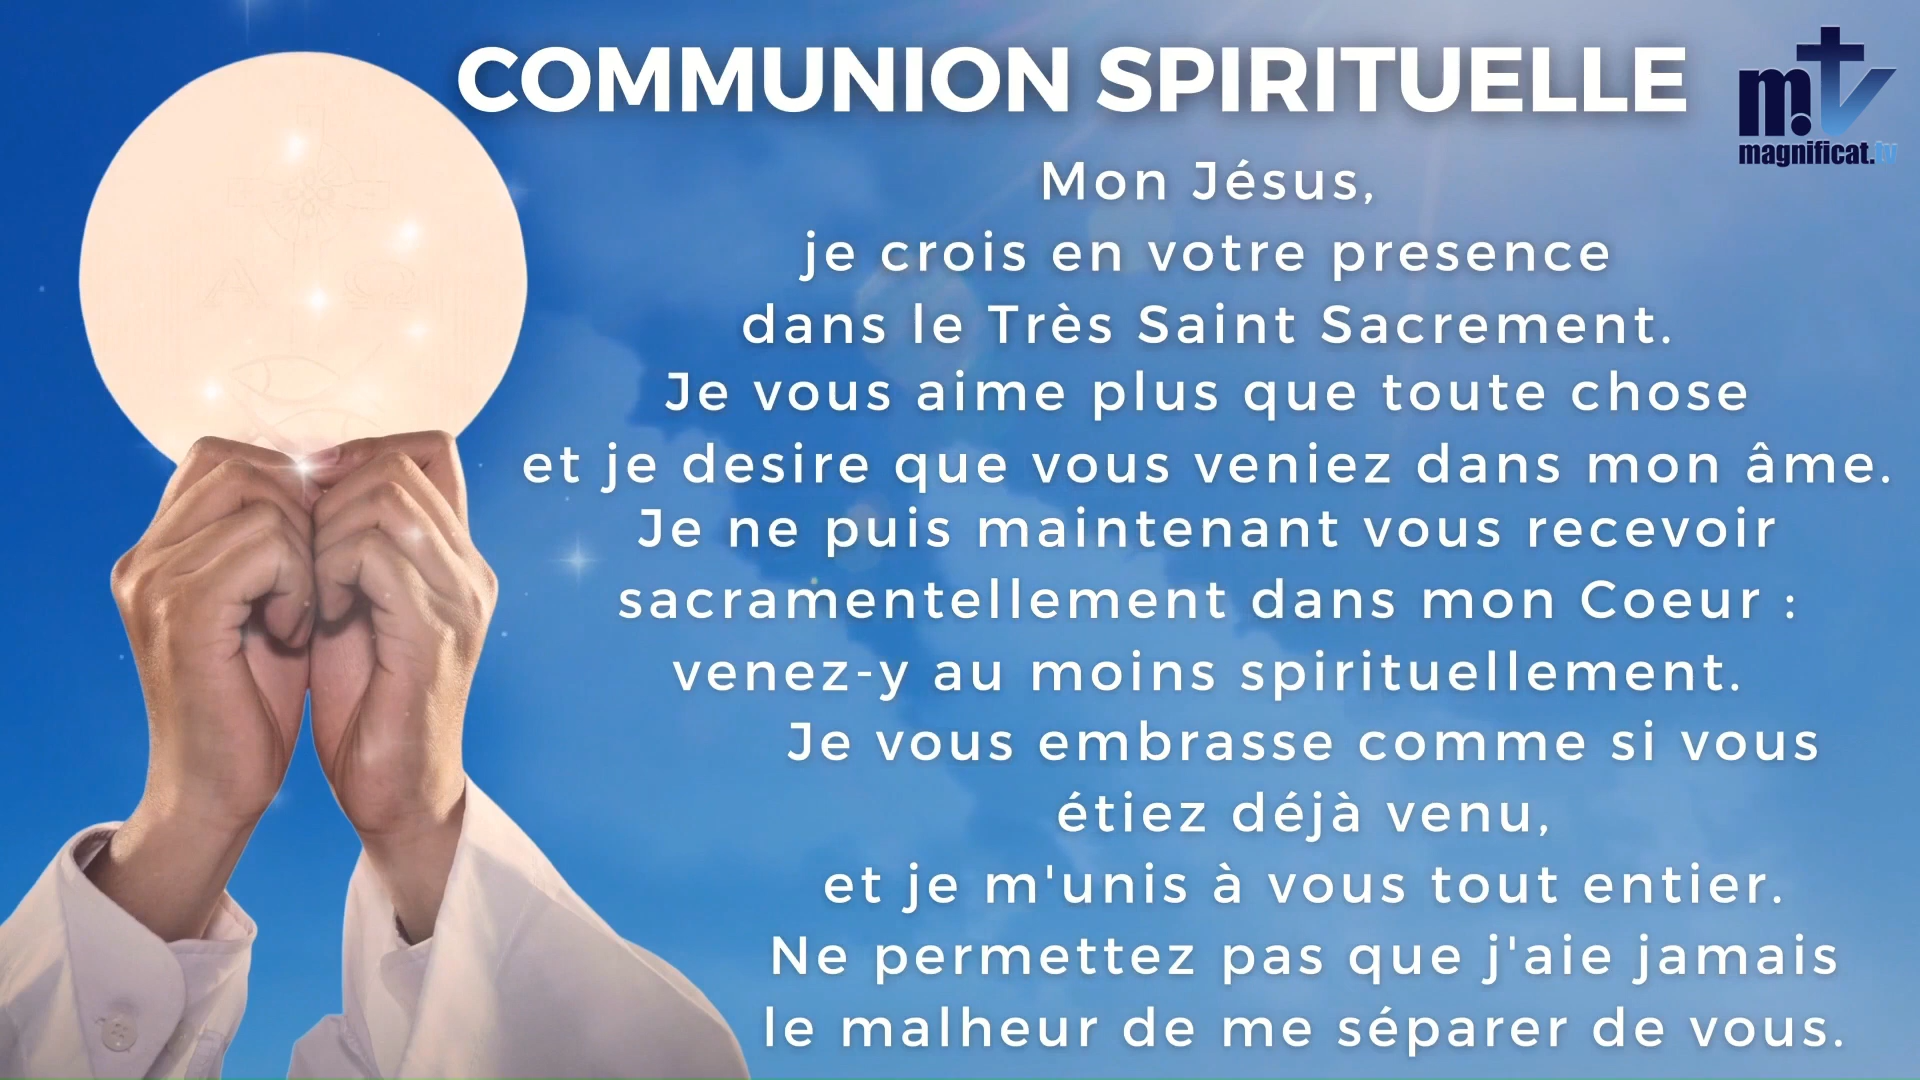 COMMUNION SPIRITUELLE
mtv
magnificat.tv
Mon Jésus,
je crois en votre presence
dans le Très Saint Sacrement.
Je vous aime plus que toute chose
et je desire que vous veniez dans mon âme.
Je ne puis maintenant vous recevoir
sacramentellement dans mon Coeur :
venez-y au moins spirituellement.
Je vous embrasse comme si vous
étiez déjà venu,
et je m'unis à vous tout entier.
Ne permettez pas que j'aie jamais
le malheur de me séparer de vous.
A Ω